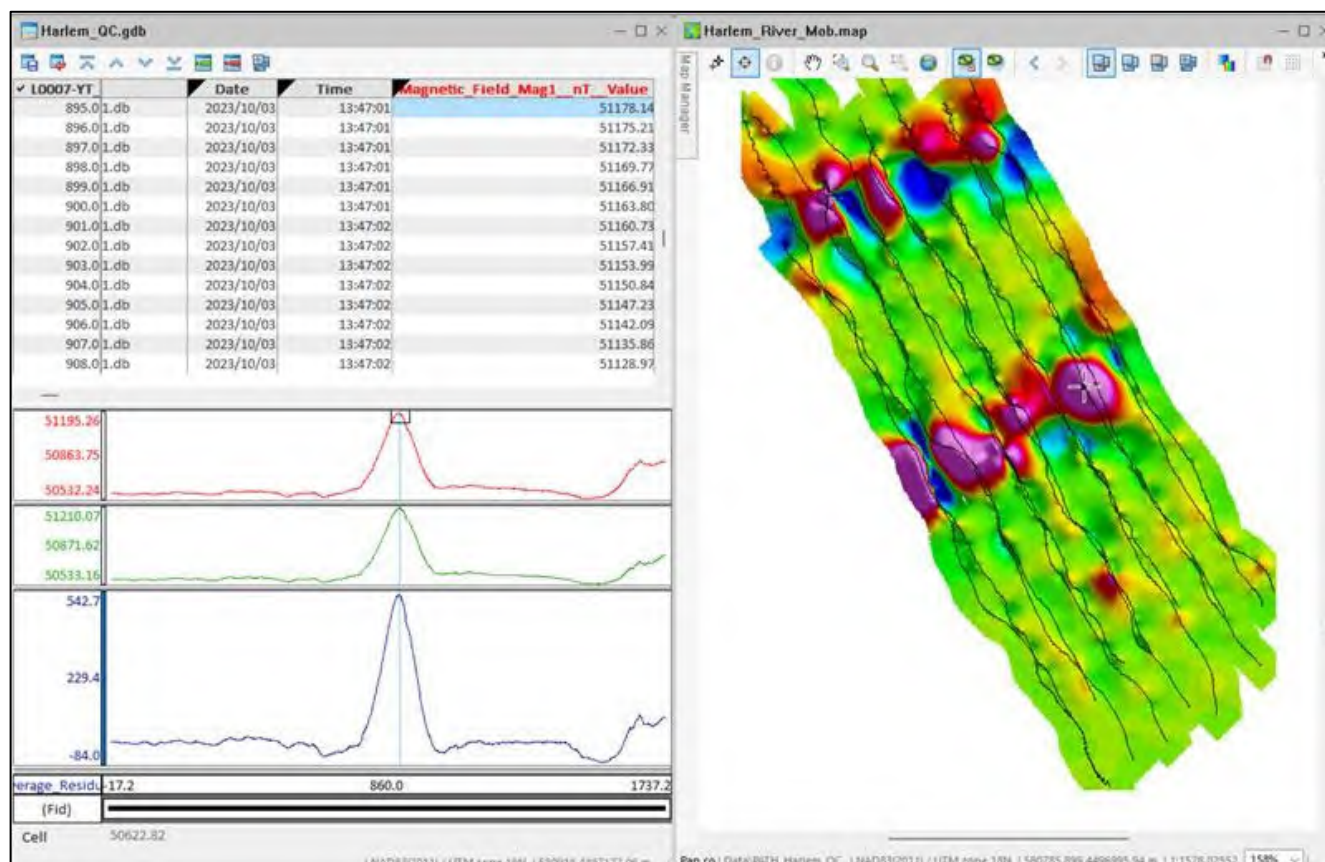 Harlem_QC.gdb
✓ L0007-YT_ Date Time Magnetic_Field_Mag1__nT__Value
895.0 1.db 2023/10/03 13:47:01 51178.14
896.0 1.db 2023/10/03 13:47:01 51175.21
897.0 1.db 2023/10/03 13:47:01 51172.33
898.0 1.db 2023/10/03 13:47:01 51169.77
899.0 1.db 2023/10/03 13:47:01 51166.91
900.0 1.db 2023/10/03 13:47:01 51163.80
901.0 1.db 2023/10/03 13:47:02 51160.73
902.0 1.db 2023/10/03 13:47:02 51157.41
903.0 1.db 2023/10/03 13:47:02 51153.99
904.0 1.db 2023/10/03 13:47:02 51150.84
905.0 1.db 2023/10/03 13:47:02 51147.23
906.0 1.db 2023/10/03 13:47:02 51142.09
907.0 1.db 2023/10/03 13:47:02 51135.86
908.0 1.db 2023/10/03 13:47:02 51128.97
51195.26
50863.75
50532.24
51210.07
50871.62
50533.16
542.7
229.4
-84.0
verage_Residu -17.2 860.0 1737.2
(Fid)
Cell 50622.82
Harlem_River_Mob.map
Map Manager
158%